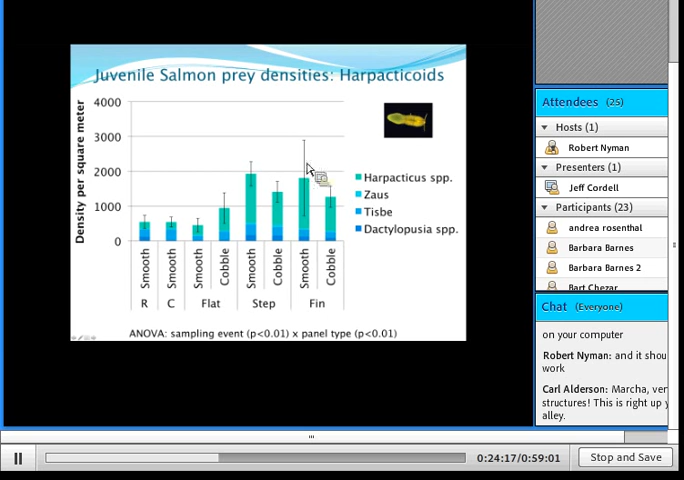 Juvenile Salmon prey densities: Harpacticoids
Density per square meter
4000
3000
2000
1000
0
Smooth
Smooth
Smooth
Cobble
Smooth
Cobble
Smooth
Cobble
R
C
Flat
Step
Fin
Harpacticus spp.
Zaus
Tisbe
Dactylopusia spp.
ANOVA: sampling event (p<0.01) x panel type (p<0.01)
Attendees (25)
Hosts (1)
Robert Nyman
Presenters (1)
Jeff Cordell
Participants (23)
andrea rosenthal
Barbara Barnes
Barbara Barnes 2
Bart Chezar
Chat (Everyone)
on your computer
Robert Nyman: and it shou
work
Carl Alderson: Marcha, ver
structures! This is right up y
alley.
0:24:17/0:59:01
Stop and Save